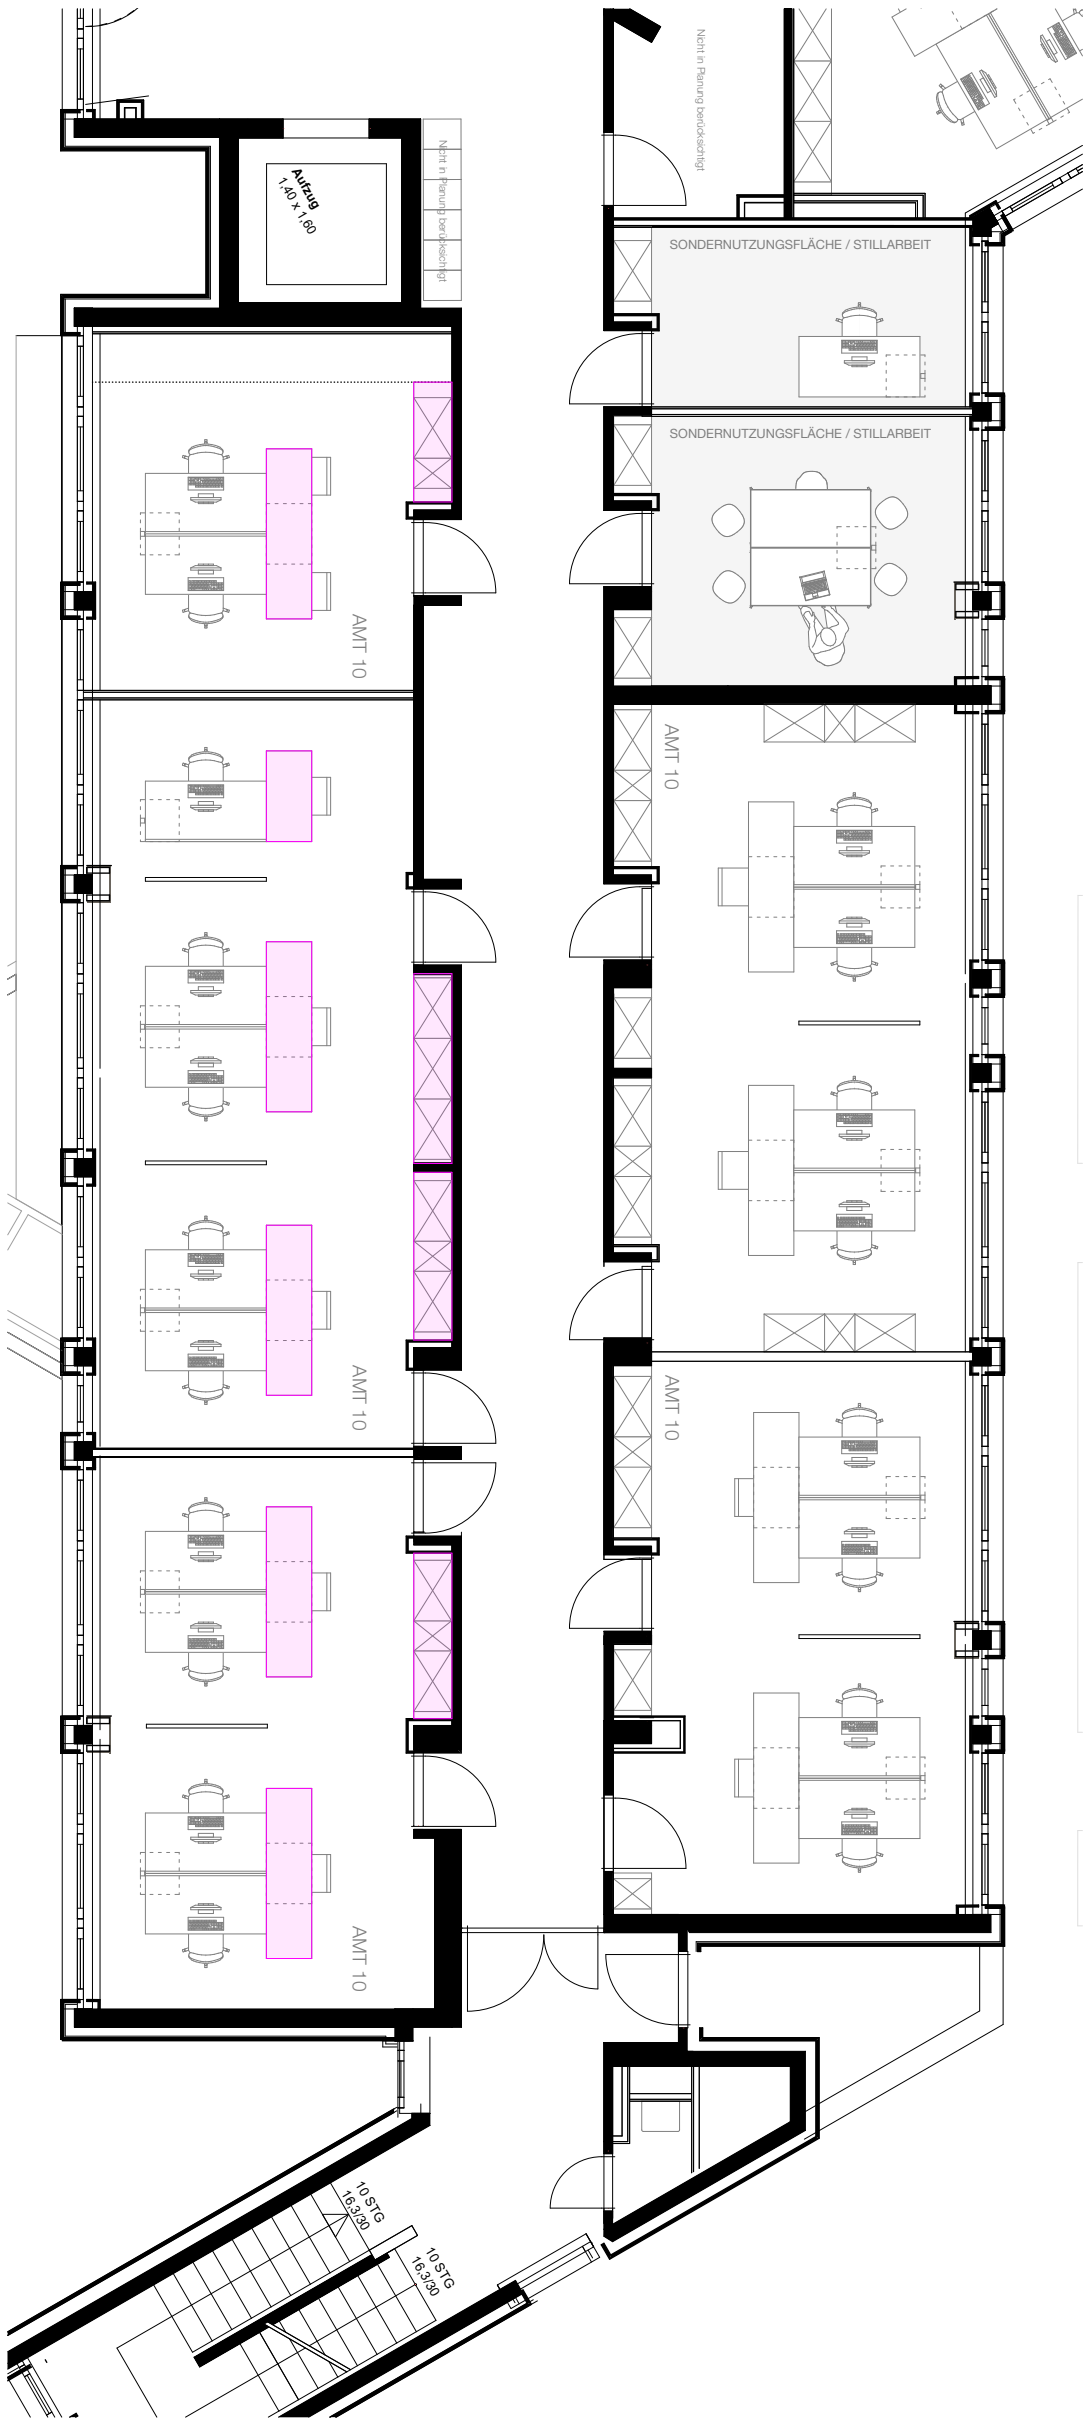 Nicht in Planung berücksichtigt
Nicht in Planung berücksichtigt
Aufzug
1,40 x 1,60
SONDERNUTZUNGSFLÄCHE / STILLARBEIT
SONDERNUTZUNGSFLÄCHE / STILLARBEIT
AMT 10
AMT 10
AMT 10
AMT 10
AMT 10
10 STG
16,3/30
10 STG
16,3/30